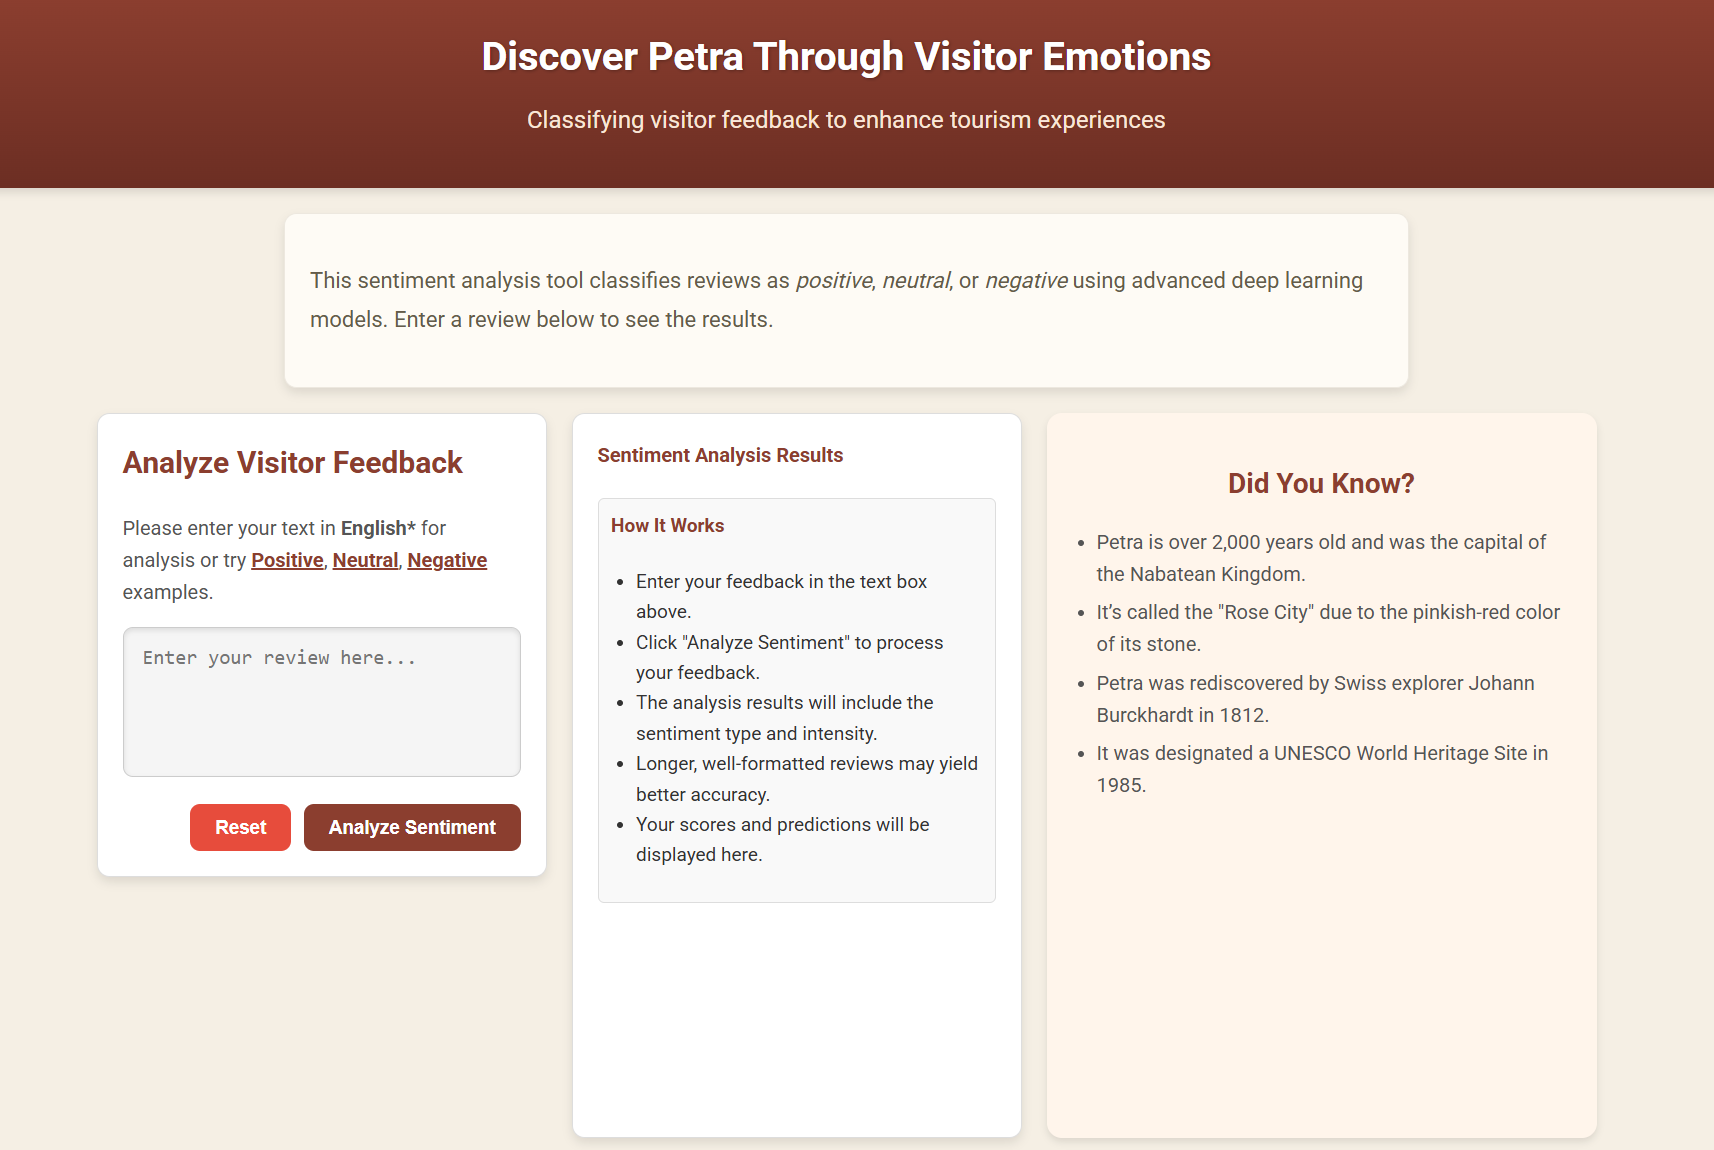 Discover Petra Through Visitor Emotions
Classifying visitor feedback to enhance tourism experiences
This sentiment analysis tool classifies reviews as positive, neutral, or negative using advanced deep learning
models. Enter a review below to see the results.
Analyze Visitor Feedback
Please enter your text in English* for
analysis or try Positive, Neutral, Negative
examples.
Enter your review here...
Reset
Analyze Sentiment
Sentiment Analysis Results
How It Works
• Enter your feedback in the text box
above.
• Click "Analyze Sentiment" to process
your feedback.
• The analysis results will include the
sentiment type and intensity.
• Longer, well-formatted reviews may yield
better accuracy.
• Your scores and predictions will be
displayed here.
Did You Know?
• Petra is over 2,000 years old and was the capital of
the Nabatean Kingdom.
• It’s called the "Rose City" due to the pinkish-red color
of its stone.
• Petra was rediscovered by Swiss explorer Johann
Burckhardt in 1812.
• It was designated a UNESCO World Heritage Site in
1985.